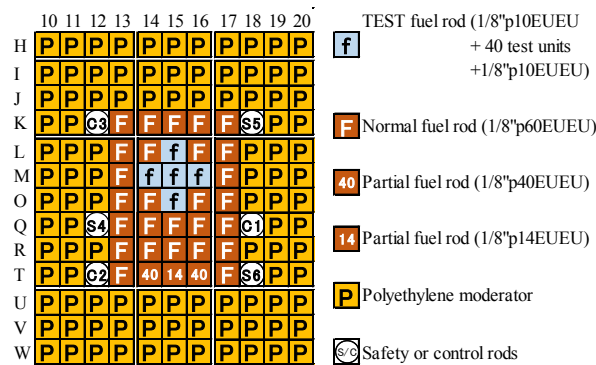 10 11 12 13 14 15 16 17 18 19 20
H P P P P P P P P P P P
I P P P P P P P P P P P
J P P P P P P P P P P P
K P P C3 F F F F F S5 P P
L P P P F F f F F P P P
M P P P F f f f F P P P
O P P P F F f F F P P P
Q P P S4 F F F F F C1 P P
R P P P F F F F F P P P
T P P C2 F 40 14 40 F S6 P P
U P P P P P P P P P P P
V P P P P P P P P P P P
W P P P P P P P P P P P
TEST fuel rod (1/8"p10EUEU
f + 40 test units
+1/8"p10EUEU)
F Normal fuel rod (1/8"p60EUEU)
40 Partial fuel rod (1/8"p40EUEU)
14 Partial fuel rod (1/8"p14EUEU)
P Polyethylene moderator
S/C Safety or control rods